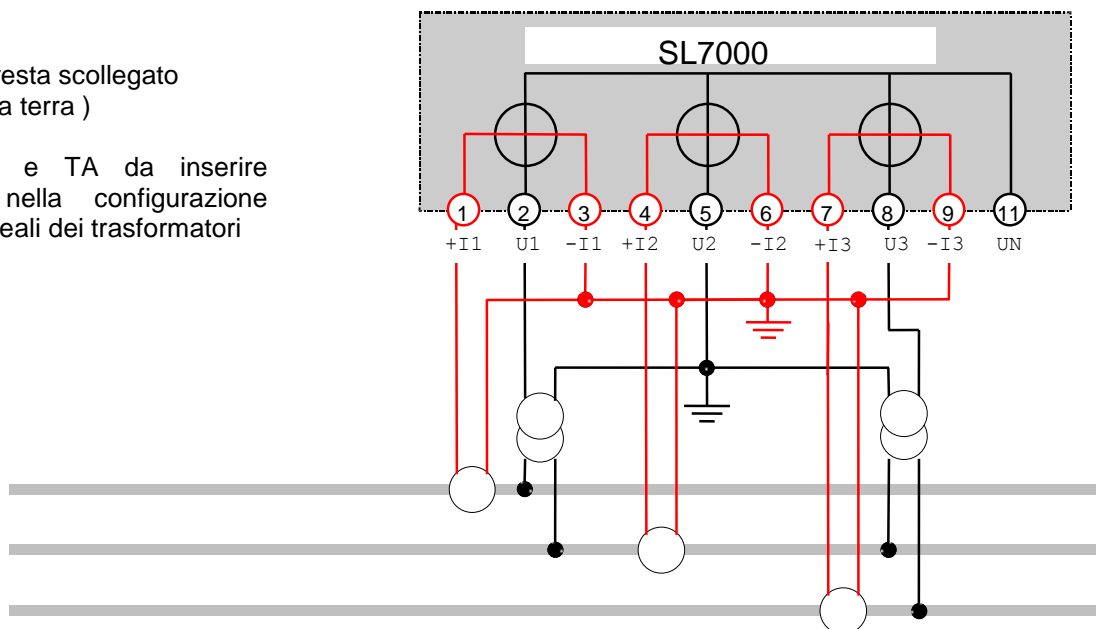 SL7000
esta scollegato
a terra )
e TA da inserire
nella configurazione
eali dei trasformatori
1 2 3 4 5 6 7 8 9 11
+I1 U1 -I1 +I2 U2 -I2 +I3 U3 -I3 UN